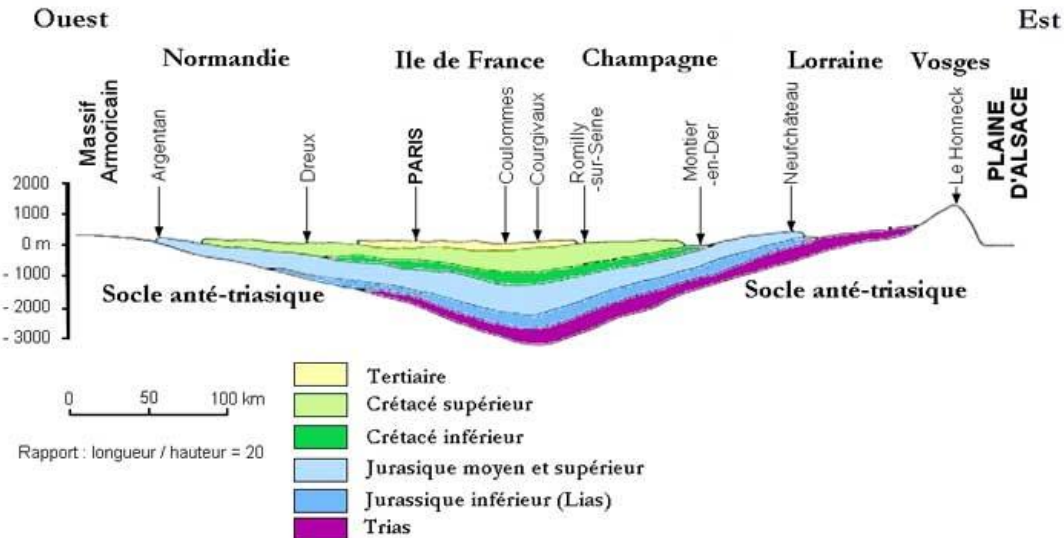 Ouest
Est
Normandie
Ile de France
Champagne
Lorraine
Vosges
Massif
Armoricain
Argentan
Dreux
PARIS
Coulommes
Courgivaux
Romilly
-sur-Seine
Montier
-en-Der
Neufchâteau
Le Honneck
PLAINE
D'ALSACE
2000
1000
0 m
- 1000
- 2000
- 3000
Socle anté-triasique
Socle anté-triasique
0 50 100 km
Rapport : longueur / hauteur = 20
Tertiaire
Crétacé supérieur
Crétacé inférieur
Jurasique moyen et supérieur
Jurassique inférieur (Lias)
Trias